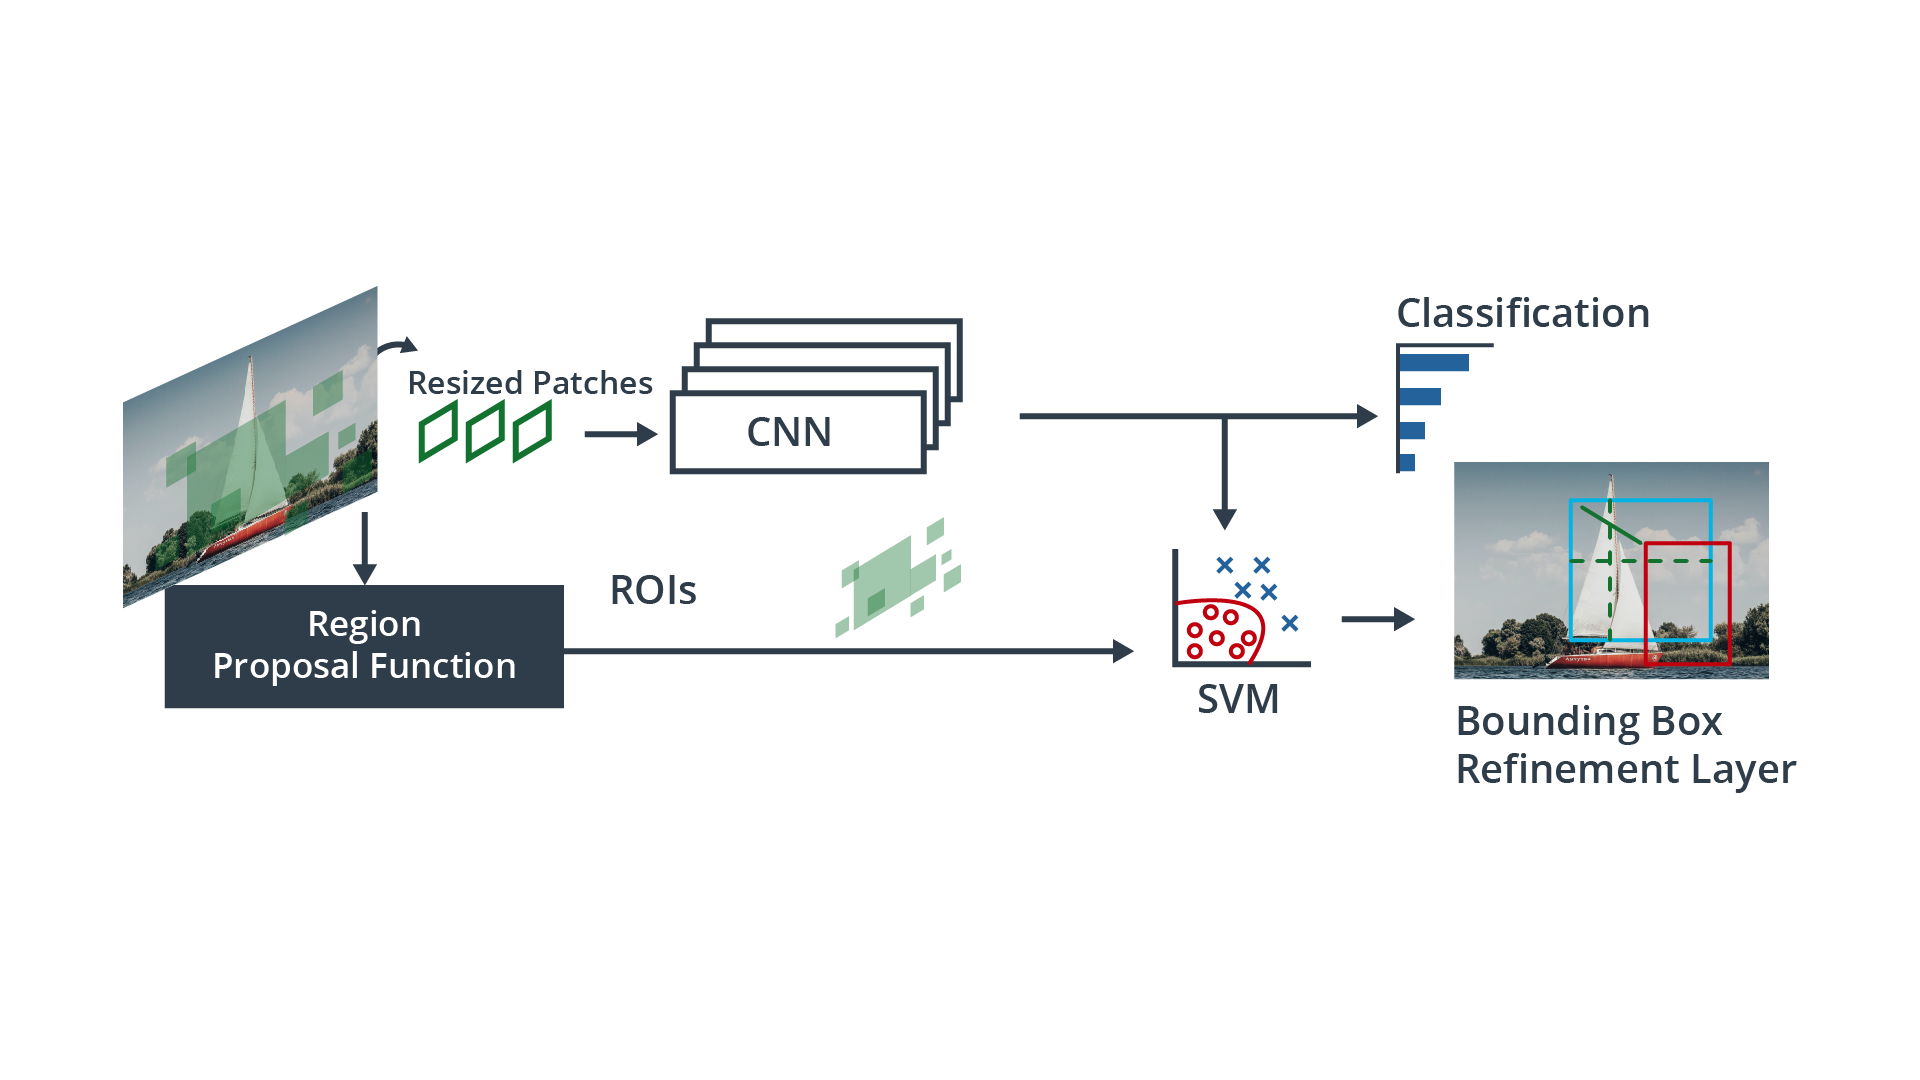 Classification
Resized Patches
CNN
ROIs
Region
Proposal Function
SVM
Bounding Box
Refinement Layer